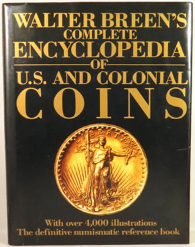 WALTER BREEN'S
COMPLETE
ENCYCLOPEDIA
OF
U.S. AND COLONIAL
COINS
With over 4,000 illustrations
The definitive numismatic reference book